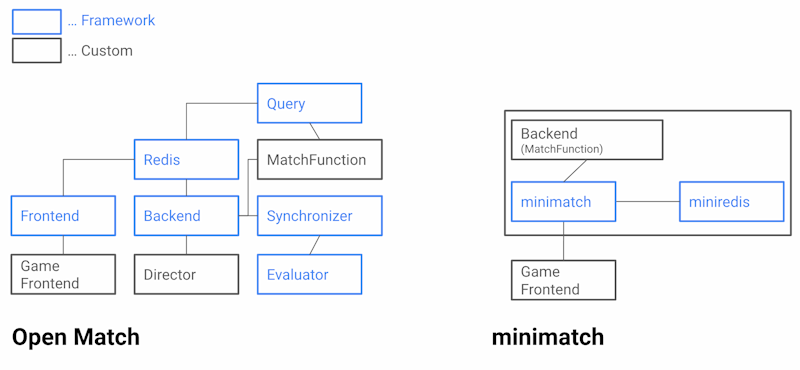 ... Framework
... Custom
Query
Redis
MatchFunction
Frontend
Backend
Synchronizer
Game
Frontend
Director
Evaluator
Open Match
Backend
(MatchFunction)
minimatch
miniredis
Game
Frontend
minimatch